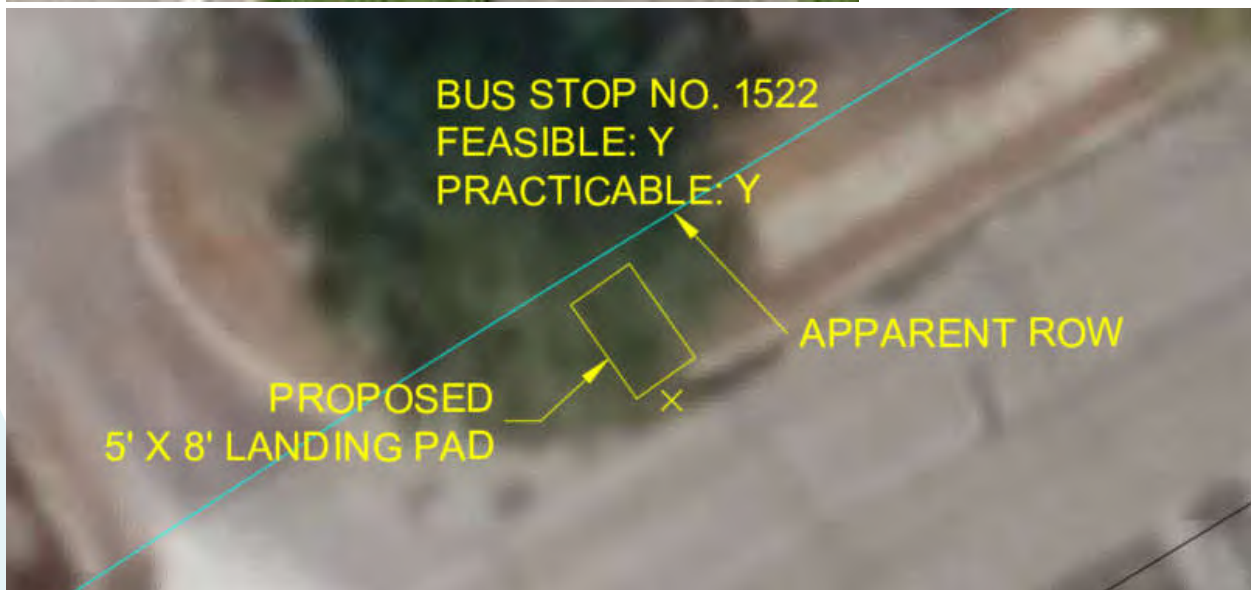 BUS STOP NO. 1522
FEASIBLE: Y
PRACTICABLE: Y
APPARENT ROW
PROPOSED
5' X 8' LANDING PAD